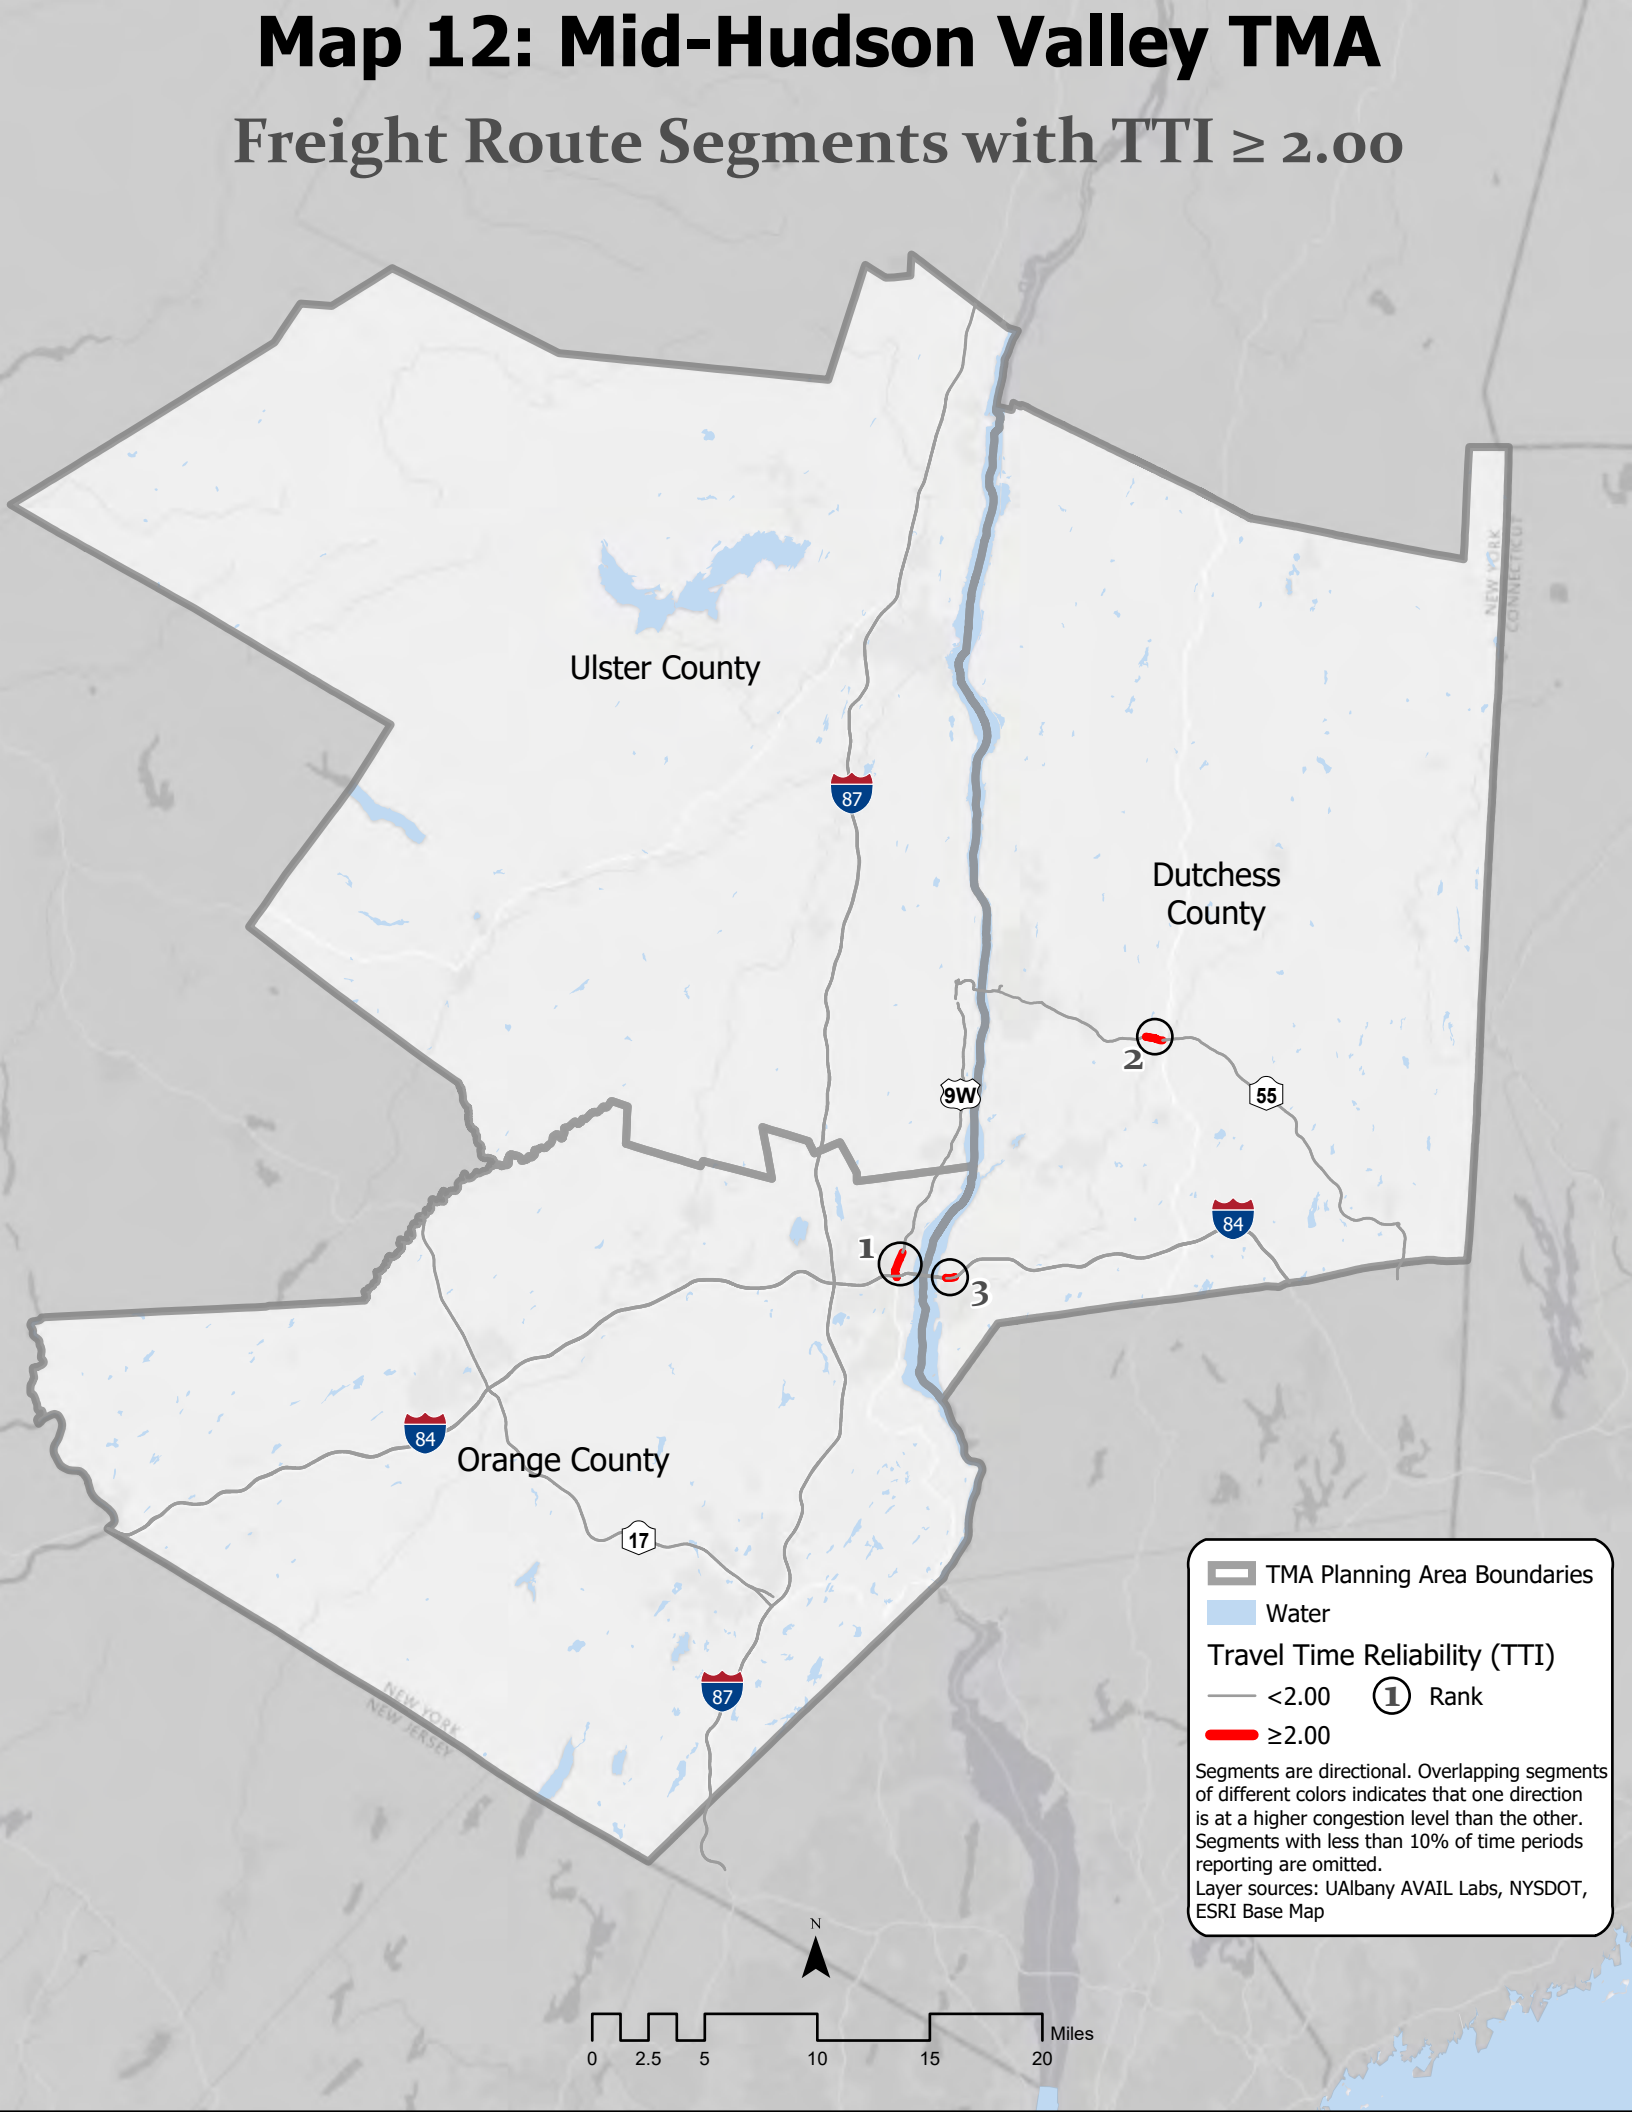 Map 12: Mid-Hudson Valley TMA
Freight Route Segments with TTI ≥ 2.00
NEW YORK
CONNECTICUT
Ulster County
87
Dutchess
County
2
9W
55
84
1
3
84
Orange County
17
87
NEW YORK
NEW JERSEY
TMA Planning Area Boundaries
Water
Travel Time Reliability (TTI)
<2.00
1 Rank
≥2.00
Segments are directional. Overlapping segments
of different colors indicates that one direction
is at a higher congestion level than the other.
Segments with less than 10% of time periods
reporting are omitted.
Layer sources: UAlbany AVAIL Labs, NYSDOT,
ESRI Base Map
N
Miles
0 2.5 5 10 15 20